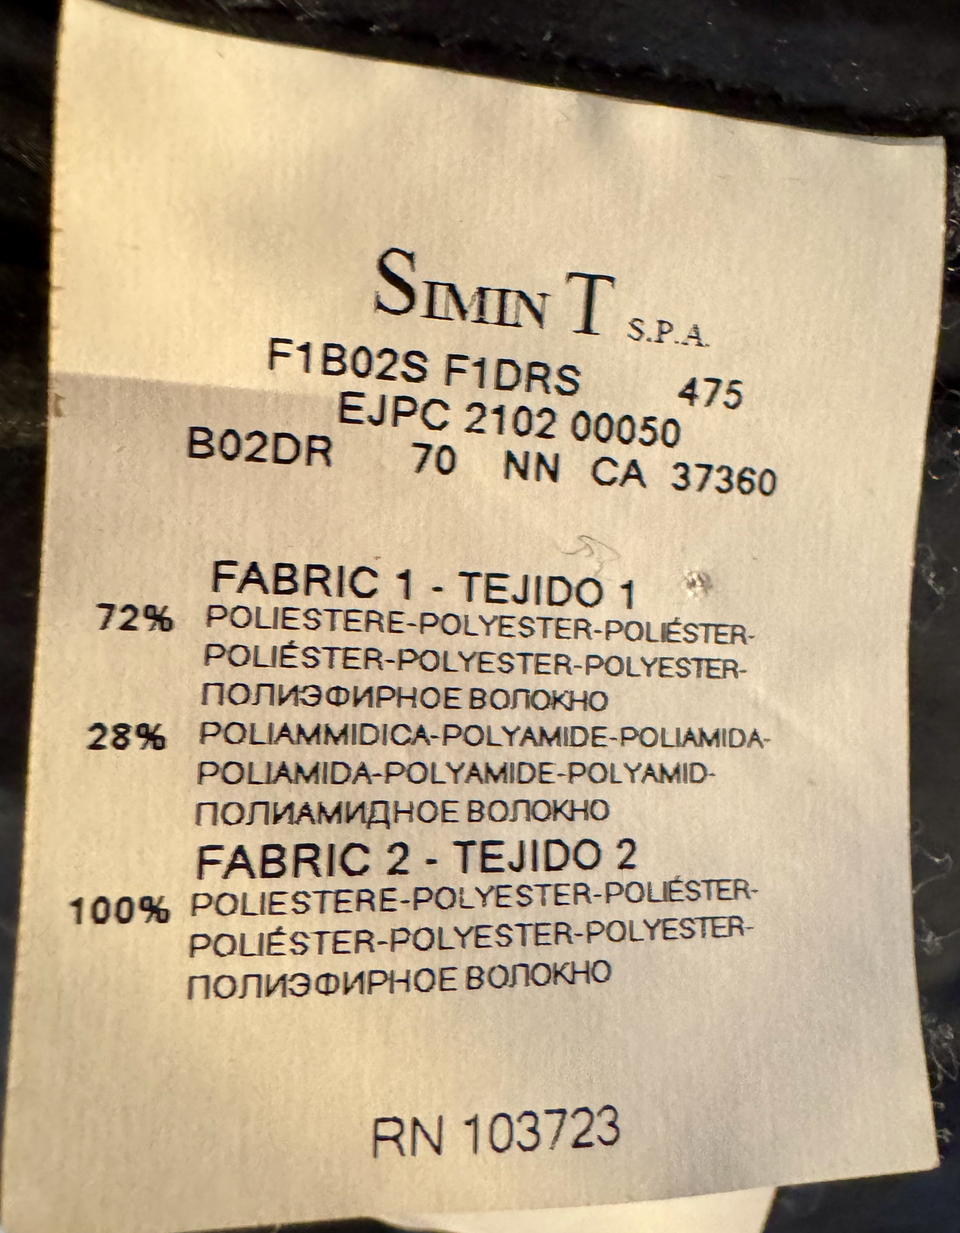 SIMIN T S.P.A.
F1B02S F1DRS 475
EJPC 2102 00050
B02DR 70 NN CA 37360
FABRIC 1 - TEJIDO 1
72% POLIESTERE-POLYESTER-POLIÉSTER-
POLIÉSTER-POLYESTER-POLYESTER-
ПОЛИЭФИРНОЕ ВОЛОКНО
28% POLIAMMIDICA-POLYAMIDE-POLIAMIDA-
POLIAMIDA-POLYAMIDE-POLYAMID-
ПОЛИАМИДНОЕ ВОЛОКНО
FABRIC 2 - TEJIDO 2
100% POLIESTERE-POLYESTER-POLIÉSTER-
POLIÉSTER-POLYESTER-POLYESTER-
ПОЛИЭФИРНОЕ ВОЛОКНО
RN 103723